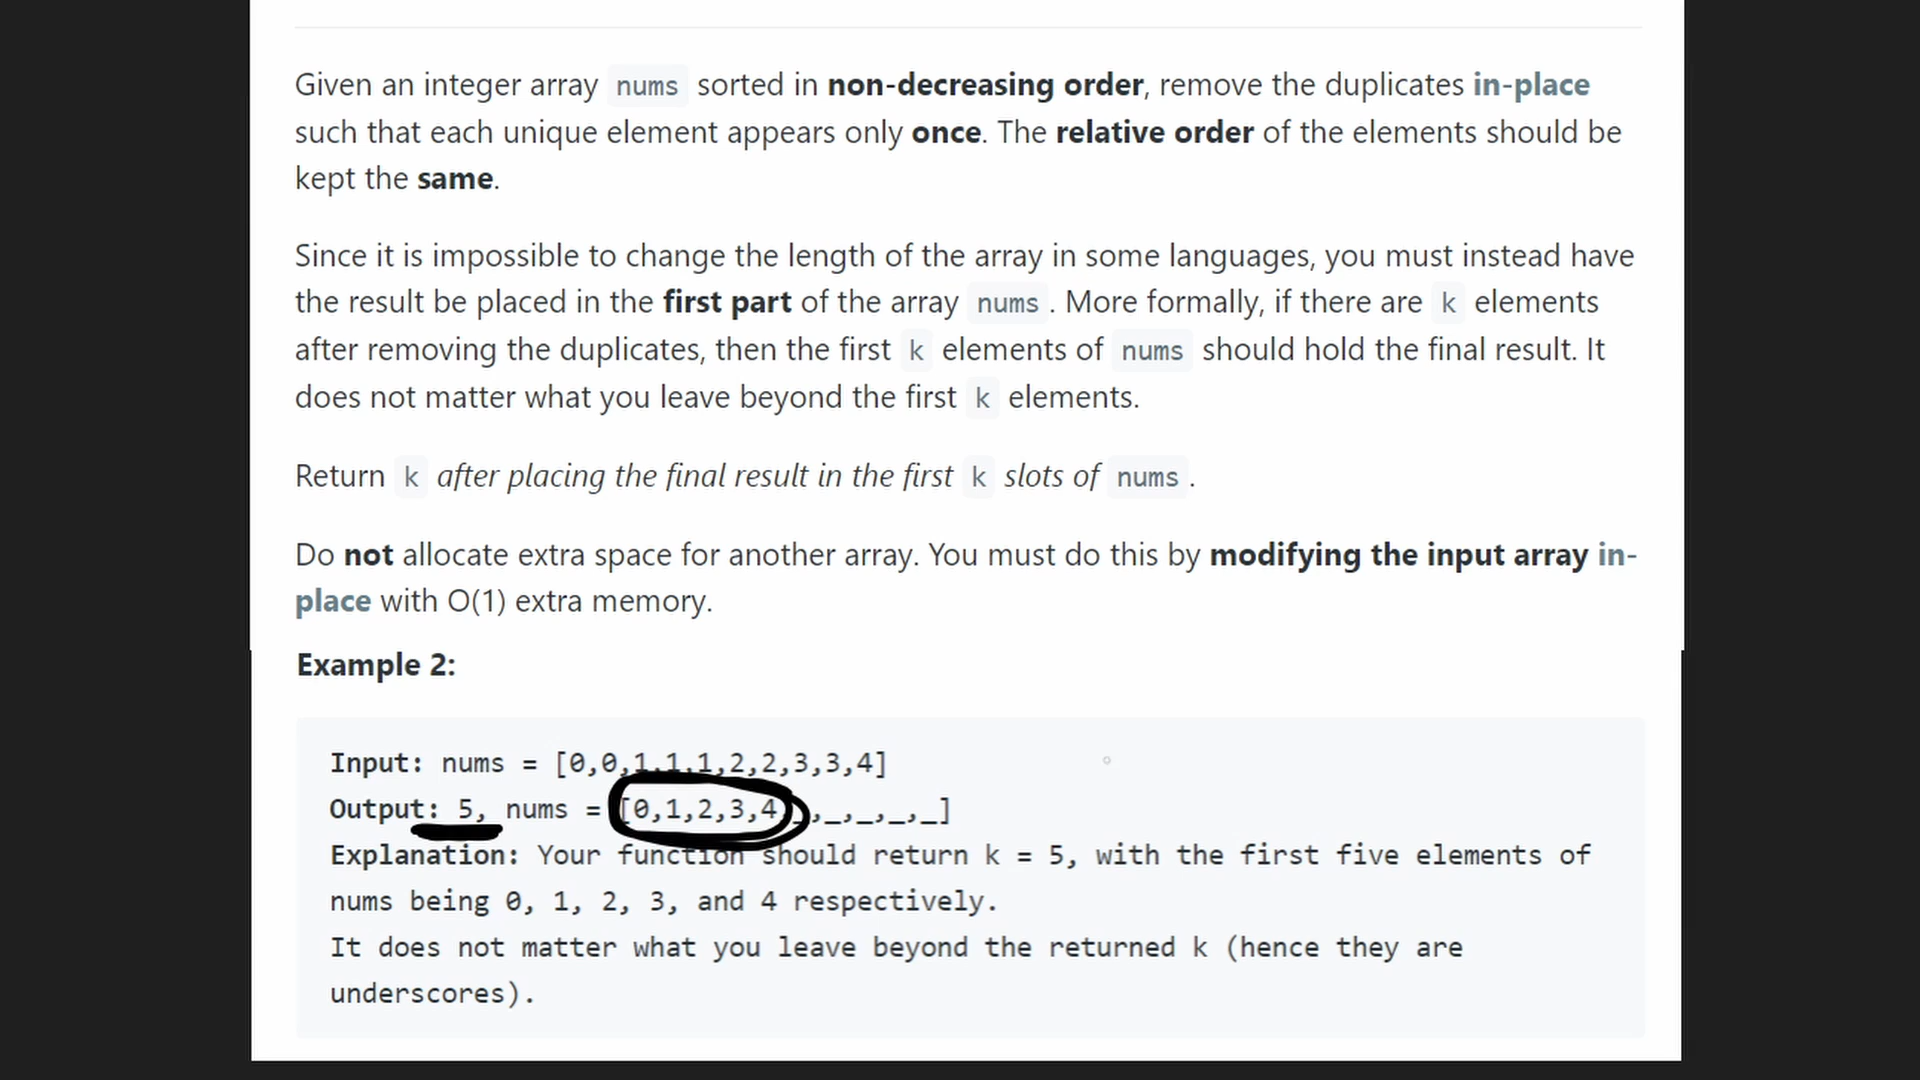 Given an integer array nums sorted in non-decreasing order, remove the duplicates in-place
such that each unique element appears only once. The relative order of the elements should be
kept the same.
Since it is impossible to change the length of the array in some languages, you must instead have
the result be placed in the first part of the array nums. More formally, if there are k elements
after removing the duplicates, then the first k elements of nums should hold the final result. It
does not matter what you leave beyond the first k elements.
Return k after placing the final result in the first k slots of nums.
Do not allocate extra space for another array. You must do this by modifying the input array in-
place with O(1) extra memory.
Example 2:
Input: nums = [0,0,1,1,1,2,2,3,3,4]
Output: 5, nums = [0,1,2,3,4,_,_,_,_,_]
Explanation: Your function should return k = 5, with the first five elements of
nums being 0, 1, 2, 3, and 4 respectively.
It does not matter what you leave beyond the returned k (hence they are
underscores).